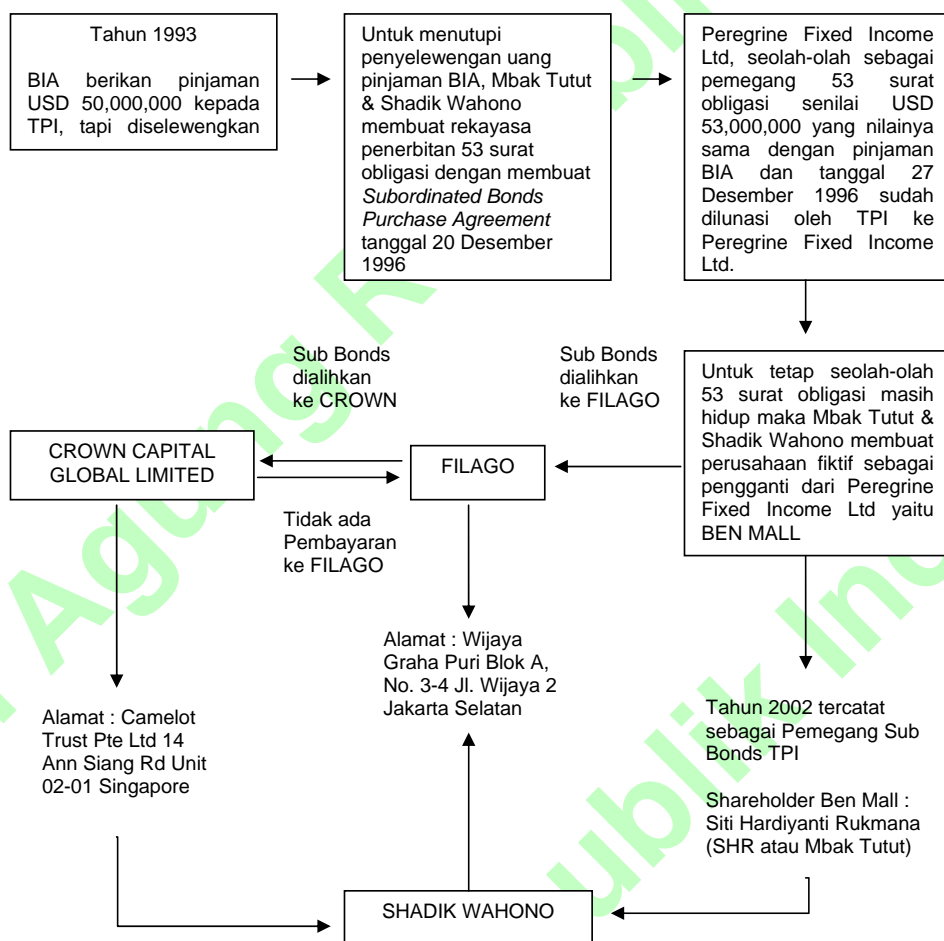 Tahun 1993
BIA berikan pinjaman
USD 50,000,000 kepada
TPI, tapi diselewengkan
Untuk menutupi
penyelewengan uang
pinjaman BIA, Mbak Tutut
& Shadik Wahono
membuat rekayasa
penerbitan 53 surat
obligasi dengan membuat
Subordinated Bonds
Purchase Agreement
tanggal 20 Desember
1996
Peregrine Fixed Income
Ltd, seolah-olah sebagai
pemegang 53 surat
obligasi senilai USD
53,000,000 yang nilainya
sama dengan pinjaman
BIA dan tanggal 27
Desember 1996 sudah
dilunasi oleh TPI ke
Peregrine Fixed Income
Ltd.
Sub Bonds
dialihkan
ke CROWN
Sub Bonds
dialihkan
ke FILAGO
Untuk tetap seolah-olah
53 surat obligasi masih
hidup maka Mbak Tutut &
Shadik Wahono membuat
perusahaan fiktif sebagai
pengganti dari Peregrine
Fixed Income Ltd yaitu
BEN MALL
CROWN CAPITAL
GLOBAL LIMITED
FILAGO
Tidak ada
Pembayaran
ke FILAGO
Alamat : Wijaya
Graha Puri Blok A,
No. 3-4 Jl. Wijaya 2
Jakarta Selatan
Alamat : Camelot
Trust Pte Ltd 14
Ann Siang Rd Unit
02-01 Singapore
Tahun 2002 tercatat
sebagai Pemegang Sub
Bonds TPI
Shareholder Ben Mall :
Siti Hardiyanti Rukmana
(SHR atau Mbak Tutut)
SHADIK WAHONO
Agung